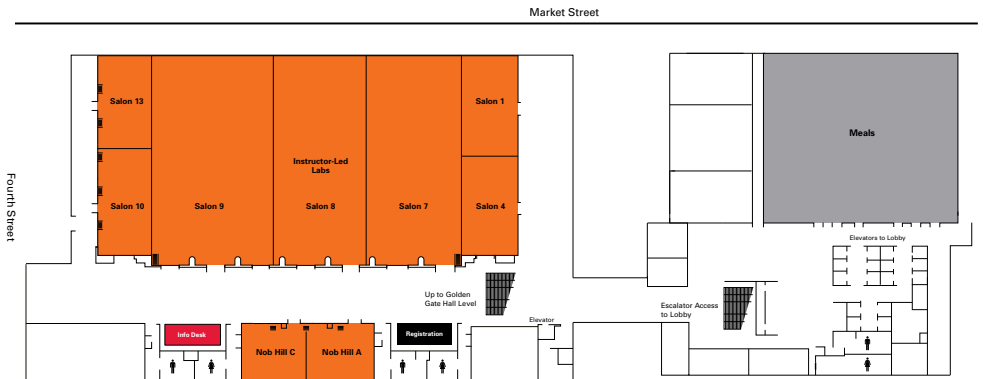 Market Street
Fourth Street
Salon 13
Salon 1
Meals
Instructor-Led
Labs
Salon 10
Salon 9
Salon 8
Salon 7
Salon 4
Elevators to Lobby
Up to Golden
Gate Hall Level
Escalator Access
to Lobby
Elevator
Info Desk
Registration
Nob Hill C
Nob Hill A